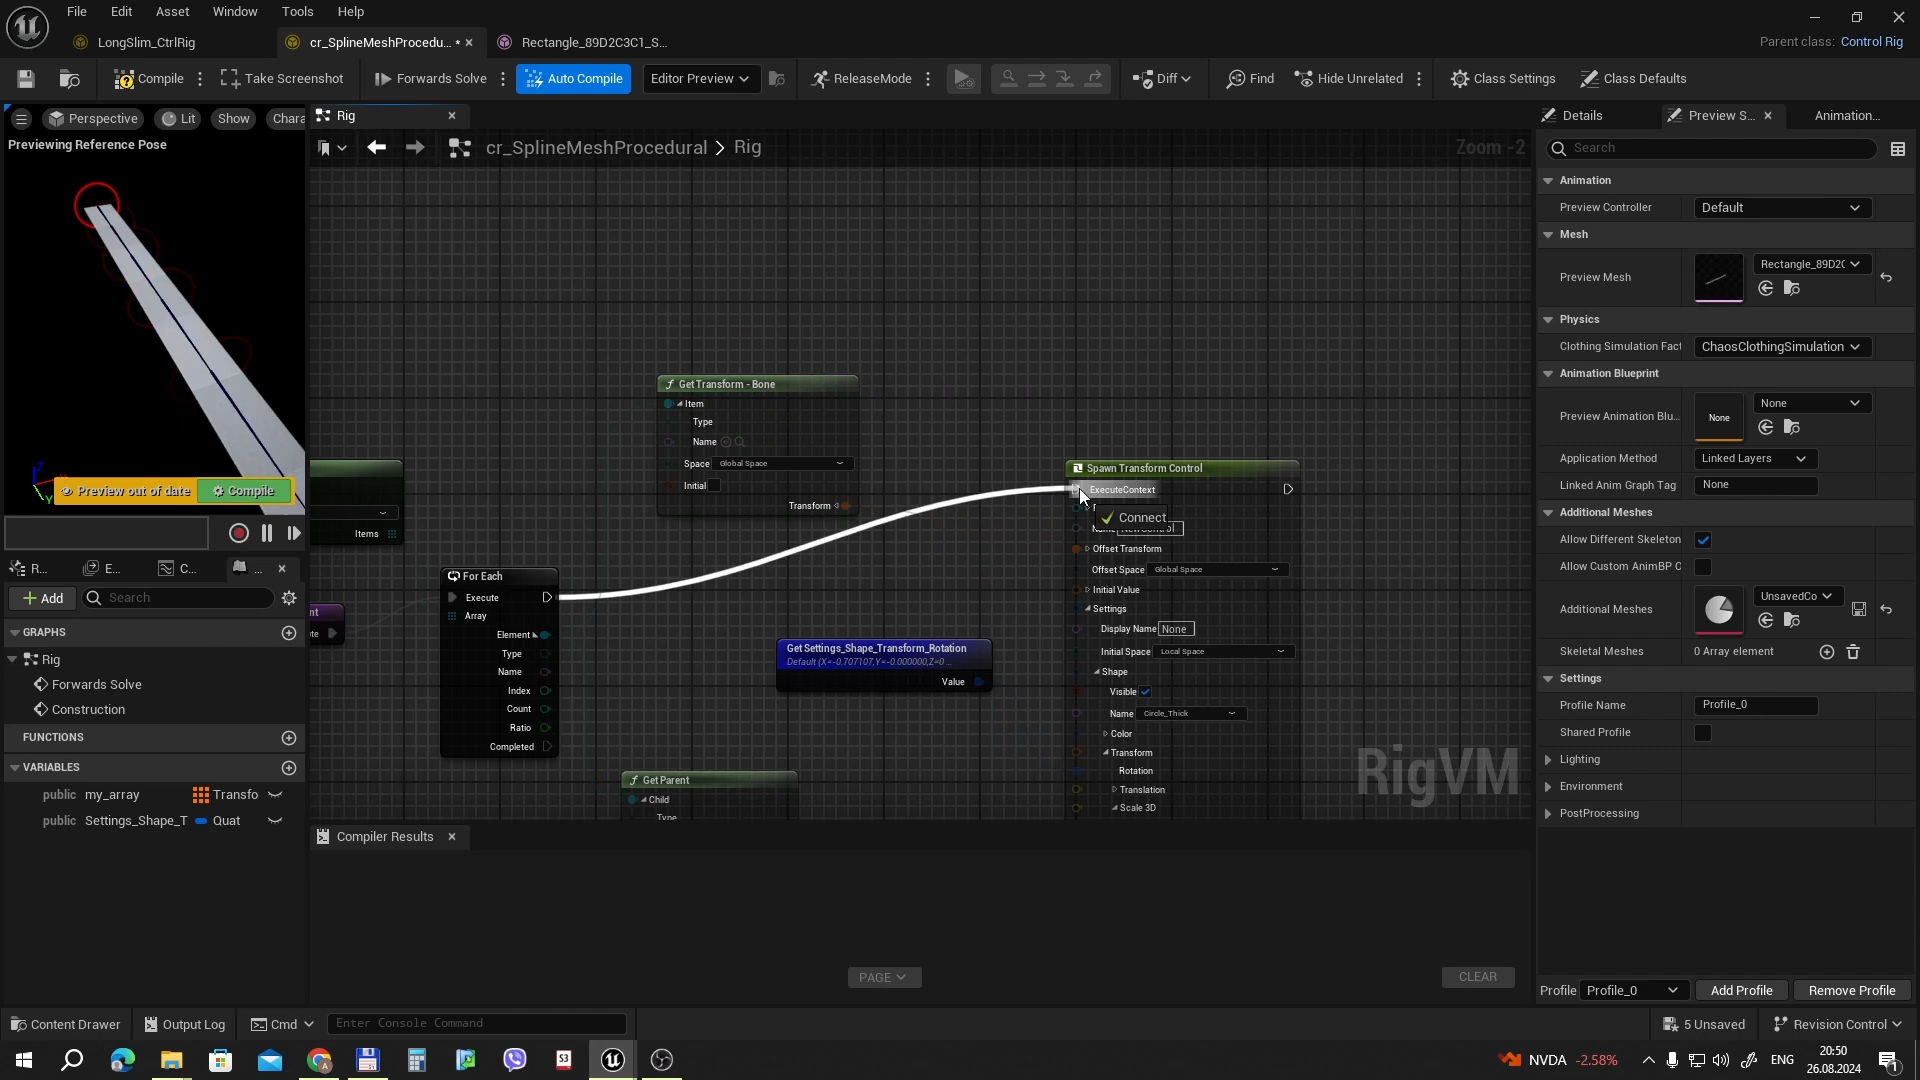 File Edit Asset Window Tools Help
LongSlim_CtrlRig
cr_SplineMeshProcedu... *
Rectangle_89D2C3C1_S...
Parent class: Control Rig
Compile
Take Screenshot
Forwards Solve
Auto Compile
Editor Preview
ReleaseMode
Diff
Find
Hide Unrelated
Class Settings
Class Defaults
Perspective
Lit
Show
Chara
Previewing Reference Pose
Preview out of date
Compile
R...
E...
C...
...
Add
Search
GRAPHS
Rig
Forwards Solve
Construction
FUNCTIONS
VARIABLES
public my_array Transfo
public Settings_Shape_T Quat
Rig
cr_SplineMeshProcedural > Rig
Zoom -2
Items
nt
te
For Each
Execute
Array
Element
Type
Name
Index
Count
Ratio
Completed
Get Transform - Bone
Item
Type
Name
Space Global Space
Initial
Transform
Get Settings_Shape_Transform_Rotation
Default (X=-0.707107,Y=-0.000000,Z=0 ...
Value
Get Parent
Child
Type
Spawn Transform Control
ExecuteContext
Connect
Offset Transform
Offset Space Global Space
Initial Value
Settings
Display Name None
Initial Space Local Space
Shape
Visible
Name Circle_Thick
Color
Transform
Rotation
Translation
Scale 3D
RigVM
Compiler Results
PAGE
CLEAR
Details
Preview S...
Animation...
Search
Animation
Preview Controller Default
Mesh
Preview Mesh Rectangle_89D2C
Physics
Clothing Simulation Fact ChaosClothingSimulation
Animation Blueprint
Preview Animation Blu... None None
Application Method Linked Layers
Linked Anim Graph Tag None
Additional Meshes
Allow Different Skeleton
Allow Custom AnimBP C
Additional Meshes UnsavedCo
Skeletal Meshes 0 Array element
Settings
Profile Name Profile_0
Shared Profile
Lighting
Environment
PostProcessing
Profile Profile_0 Add Profile Remove Profile
Content Drawer
Output Log
Cmd
Enter Console Command
5 Unsaved
Revision Control
NVDA -2.58%
ENG
20:50
26.08.2024
1